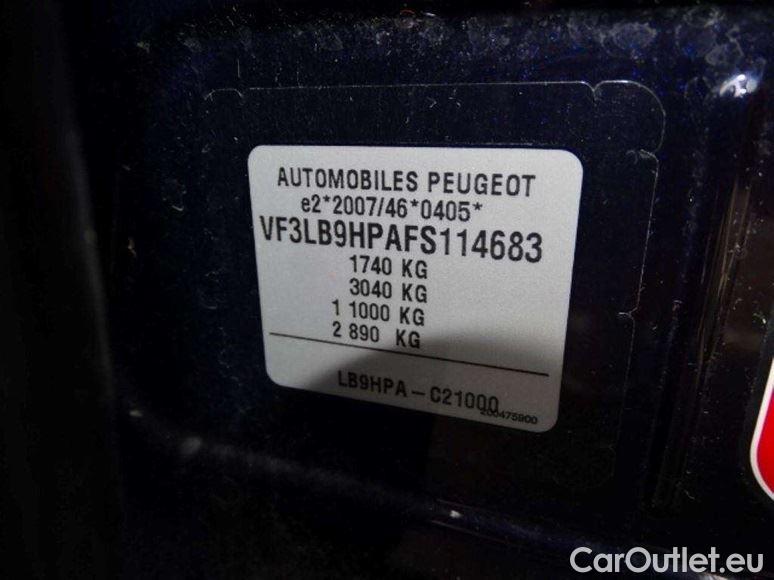 AUTOMOBILES PEUGEOT
e2*2007/46*0405*
VF3LB9HPAFS114683
1740 KG
3040 KG
1 1000 KG
2 890 KG
LB9HPA-C21000
200475900
CarOutlet.eu